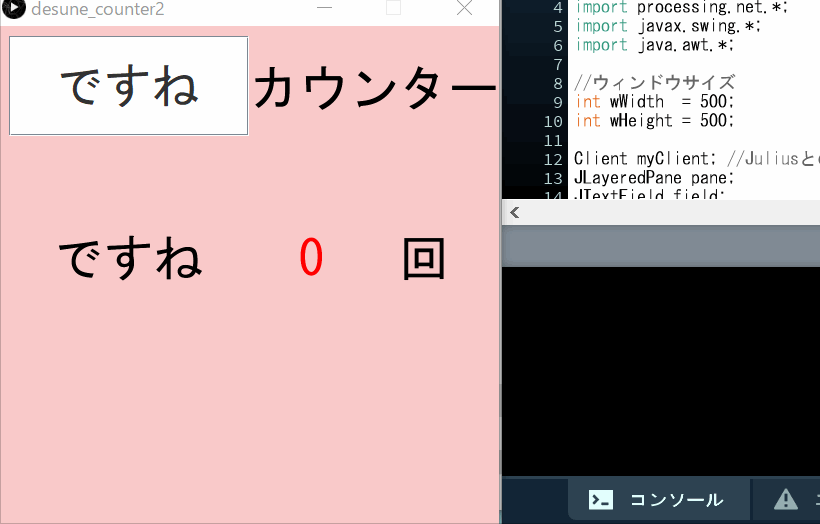 desune_counter2
ですね カウンター
ですね 0 回
4 import processing.net.*;
5 import javax.swing.*;
6 import java.awt.*;
7
8 //ウィンドウサイズ
9 int wWidth  = 500;
10 int wHeight = 500;
11
12 Client myClient; //Juliusと
13 JLayeredPane pane;
14 JTextField field;
コンソール